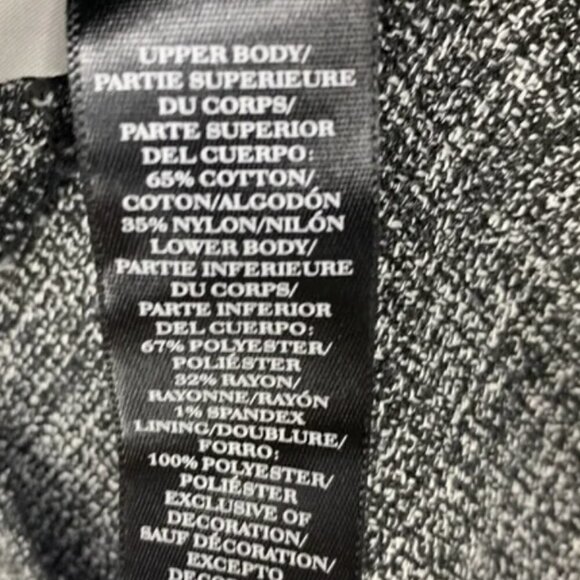 UPPER BODY/
PARTIE SUPERIEURE
DU CORPS/
PARTE SUPERIOR
DEL CUERPO:
65% COTTON/
COTON/ALGODÓN
35% NYLON/NILÓN
LOWER BODY/
PARTIE INFERIEURE
DU CORPS/
PARTE INFERIOR
DEL CUERPO:
67% POLYESTER/
POLIÉSTER
32% RAYON/
RAYONNE/RAYÓN
1% SPANDEX
LINING/DOUBLURE/
FORRO:
100% POLYESTER/
POLIÉSTER
EXCLUSIVE OF
DECORATION/
SAUF DÉCORATION/
EXCEPTO